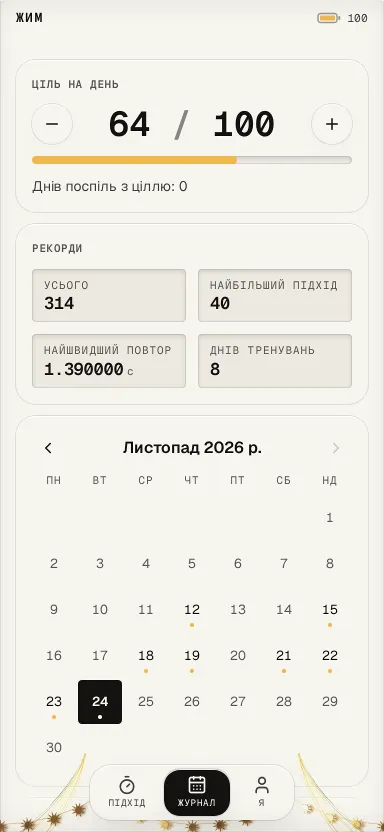 ЖИМ
100
ЦІЛЬ НА ДЕНЬ
− 64 / 100 +
Днів поспіль з ціллю: 0
РЕКОРДИ
УСЬОГО
314
НАЙБІЛЬШИЙ ПІДХІД
40
НАЙШВИДШИЙ ПОВТОР
1.390000 с
ДНІВ ТРЕНУВАНЬ
8
Листопад 2026 р.
ПН ВТ СР ЧТ ПТ СБ НД
1
2 3 4 5 6 7 8
9 10 11 12 13 14 15
16 17 18 19 20 21 22
23 24 25 26 27 28 29
30
ПІДХІД ЖУРНАЛ Я